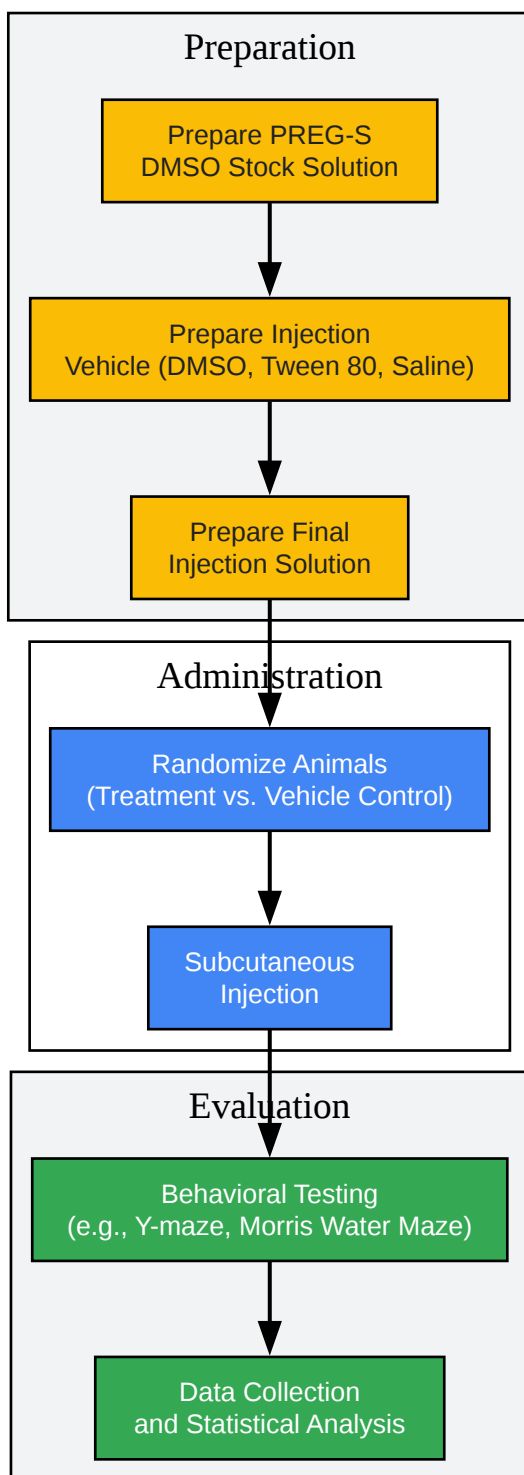 Preparation
Prepare PREG-S
DMSO Stock Solution
Prepare Injection
Vehicle (DMSO, Tween 80, Saline)
Prepare Final
Injection Solution
Administration
Randomize Animals
(Treatment vs. Vehicle Control)
Subcutaneous
Injection
Evaluation
Behavioral Testing
(e.g., Y-maze, Morris Water Maze)
Data Collection
and Statistical Analysis